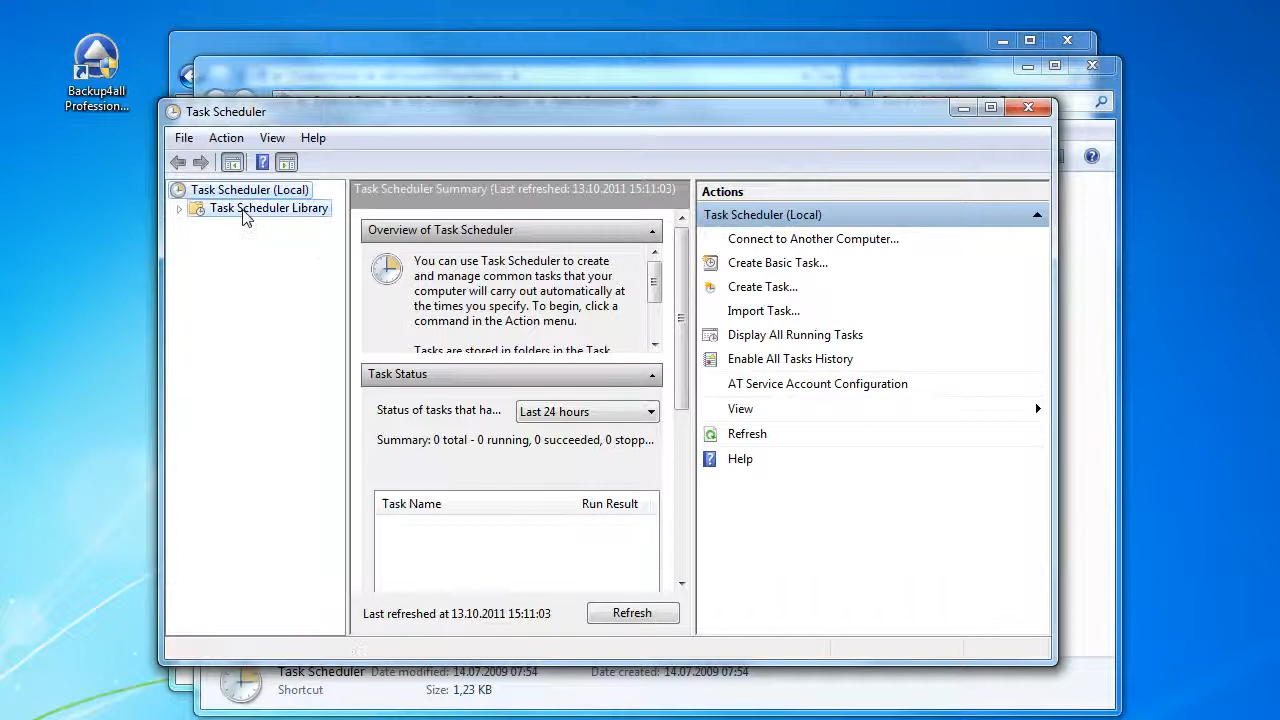 Backup4all
Professional...
Task Scheduler
File Action View Help
Task Scheduler (Local)
Task Scheduler Library
Task Scheduler Summary (Last refreshed: 13.10.2011 15:11:03)
Overview of Task Scheduler
You can use Task Scheduler to create
and manage common tasks that your
computer will carry out automatically
at the times you specify. To begin, click a
command in the Action menu.
Tasks are stored in folders in the Task
Task Status
Status of tasks that ha...
Last 24 hours
Summary: 0 total - 0 running, 0 succeeded, 0 stopp...
Task Name Run Result
Last refreshed at 13.10.2011 15:11:03
Refresh
Actions
Task Scheduler (Local)
Connect to Another Computer...
Create Basic Task...
Create Task...
Import Task...
Display All Running Tasks
Enable All Tasks History
AT Service Account Configuration
View
Refresh
Help
Task Scheduler Date modified: 14.07.2009 07:54 Date created: 14.07.2009 07:54
Shortcut Size: 1,23 KB